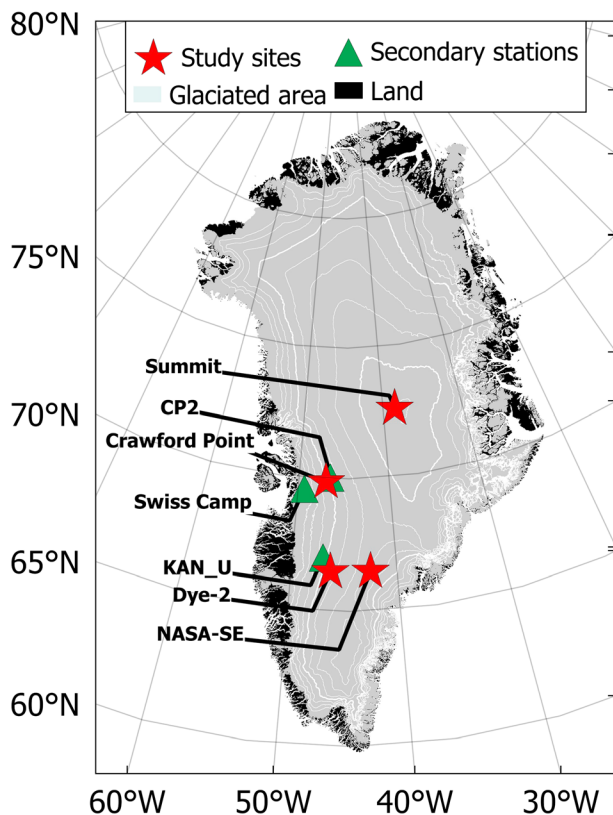 80°N
Study sites
Secondary stations
Glaciated area
Land
75°N
Summit
CP2
70°N
Crawford Point
Swiss Camp
65°N
KAN_U
Dye-2
NASA-SE
60°N
60°W
50°W
40°W
30°W